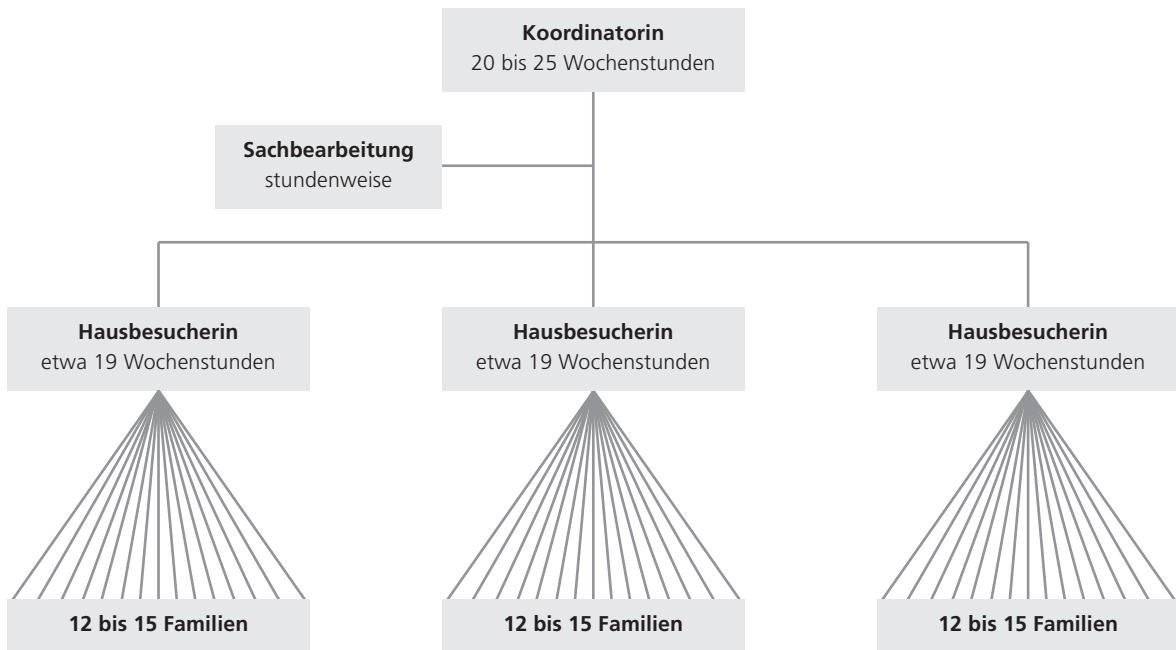 Koordinatorin
20 bis 25 Wochenstunden
Sachbearbeitung
stundenweise
Hausbesucherin
etwa 19 Wochenstunden
Hausbesucherin
etwa 19 Wochenstunden
Hausbesucherin
etwa 19 Wochenstunden
12 bis 15 Familien
12 bis 15 Familien
12 bis 15 Familien